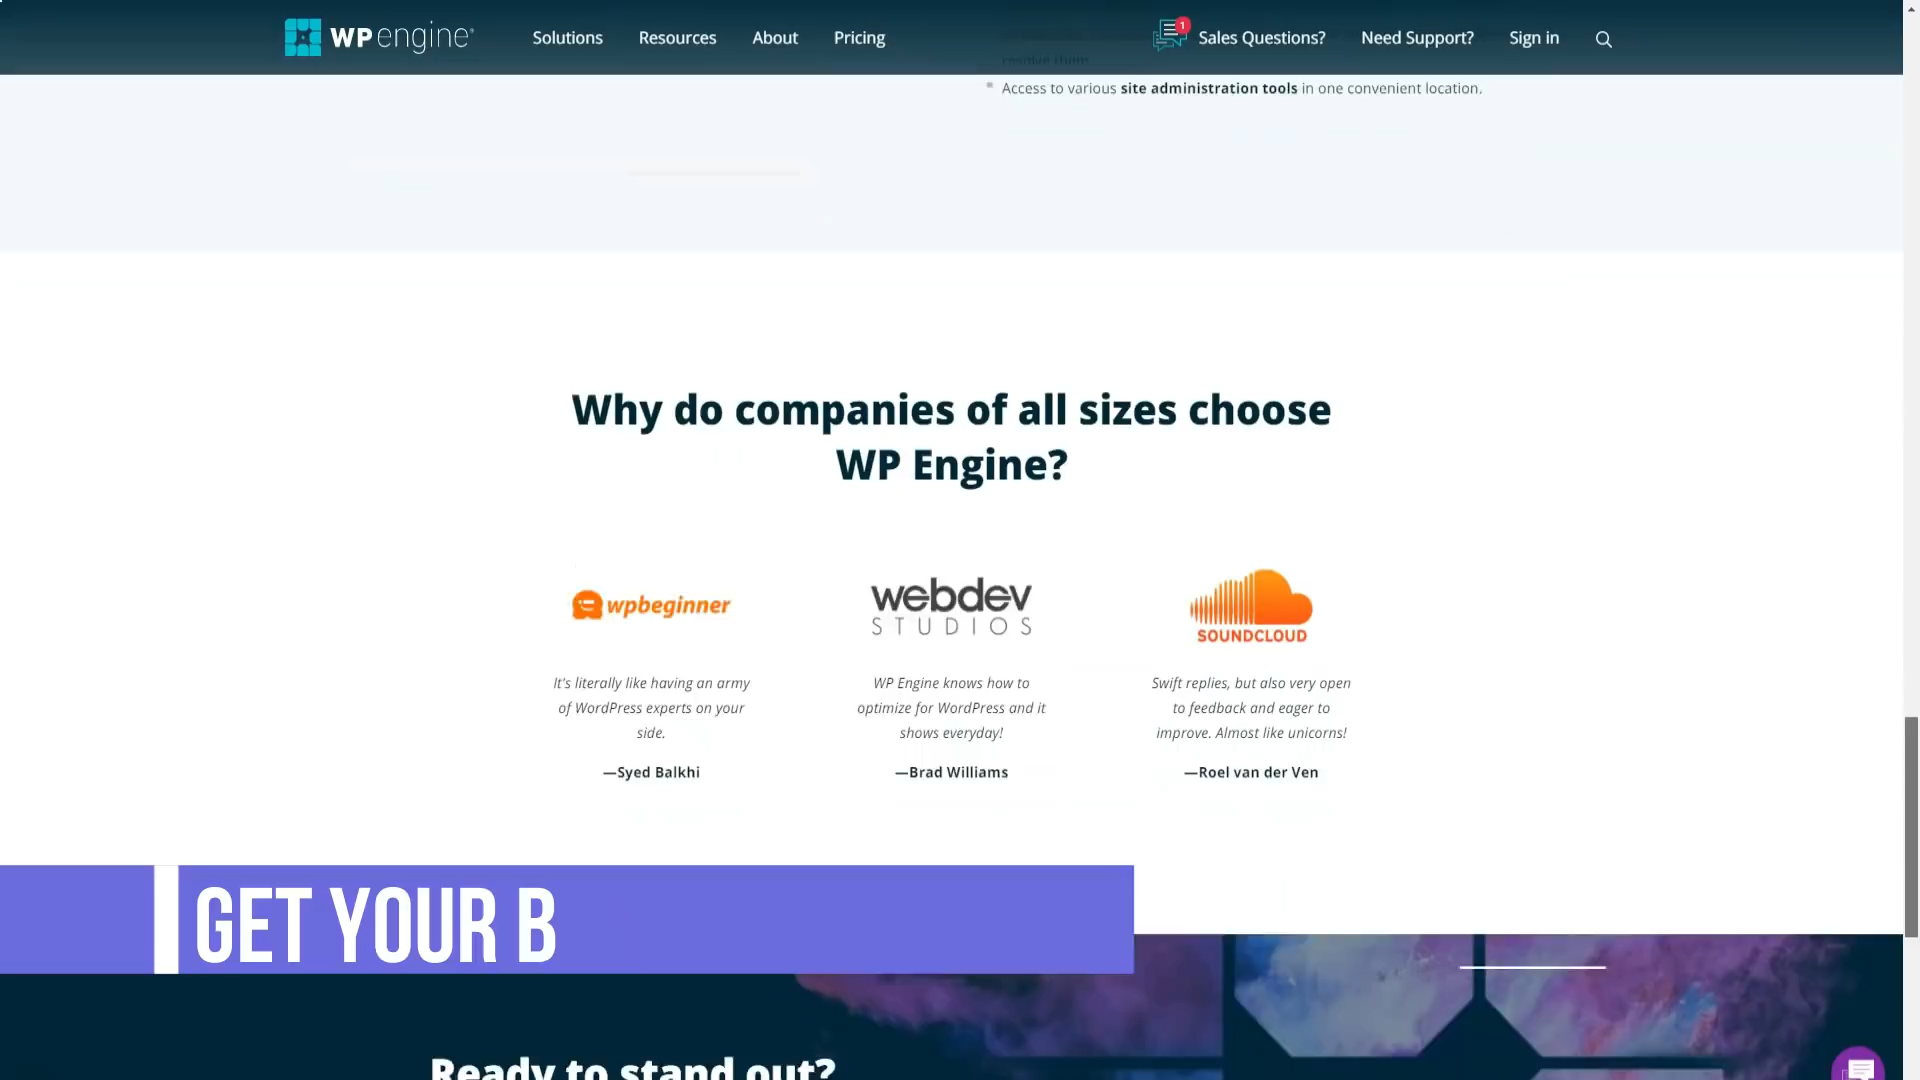 WP engine
Solutions
Resources
About
Pricing
1
Sales Questions?
Need Support?
Sign in
resolve them.
Access to various site administration tools in one convenient location.
Why do companies of all sizes choose
WP Engine?
wpbeginner
It's literally like having an army
of WordPress experts on your
side.
—Syed Balkhi
webdev
STUDIOS
WP Engine knows how to
optimize for WordPress and it
shows everyday!
—Brad Williams
SOUNDCLOUD
Swift replies, but also very open
to feedback and eager to
improve. Almost like unicorns!
—Roel van der Ven
GET YOUR B
Ready to stand out?